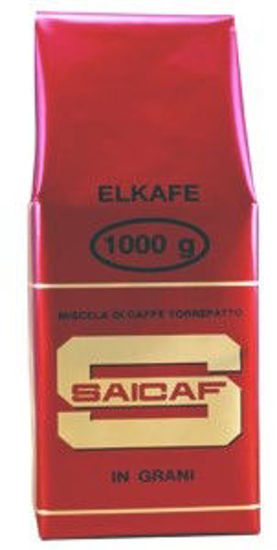 ELKAFE
1000 g
MISCELA DI CAFFE TORREFATTO
SAICAF
IN GRANI